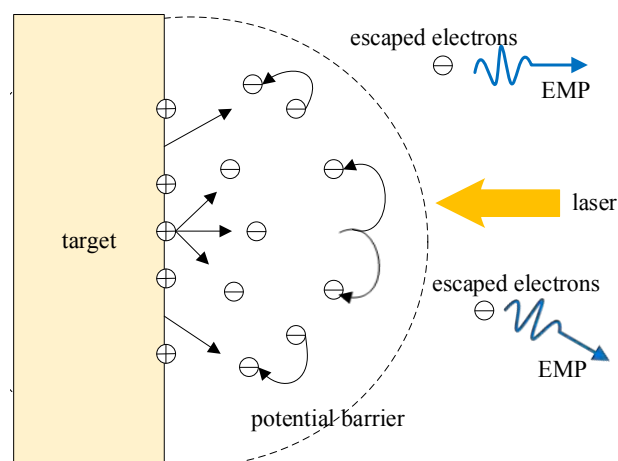 escaped electrons
EMP
laser
target
escaped electrons
EMP
potential barrier